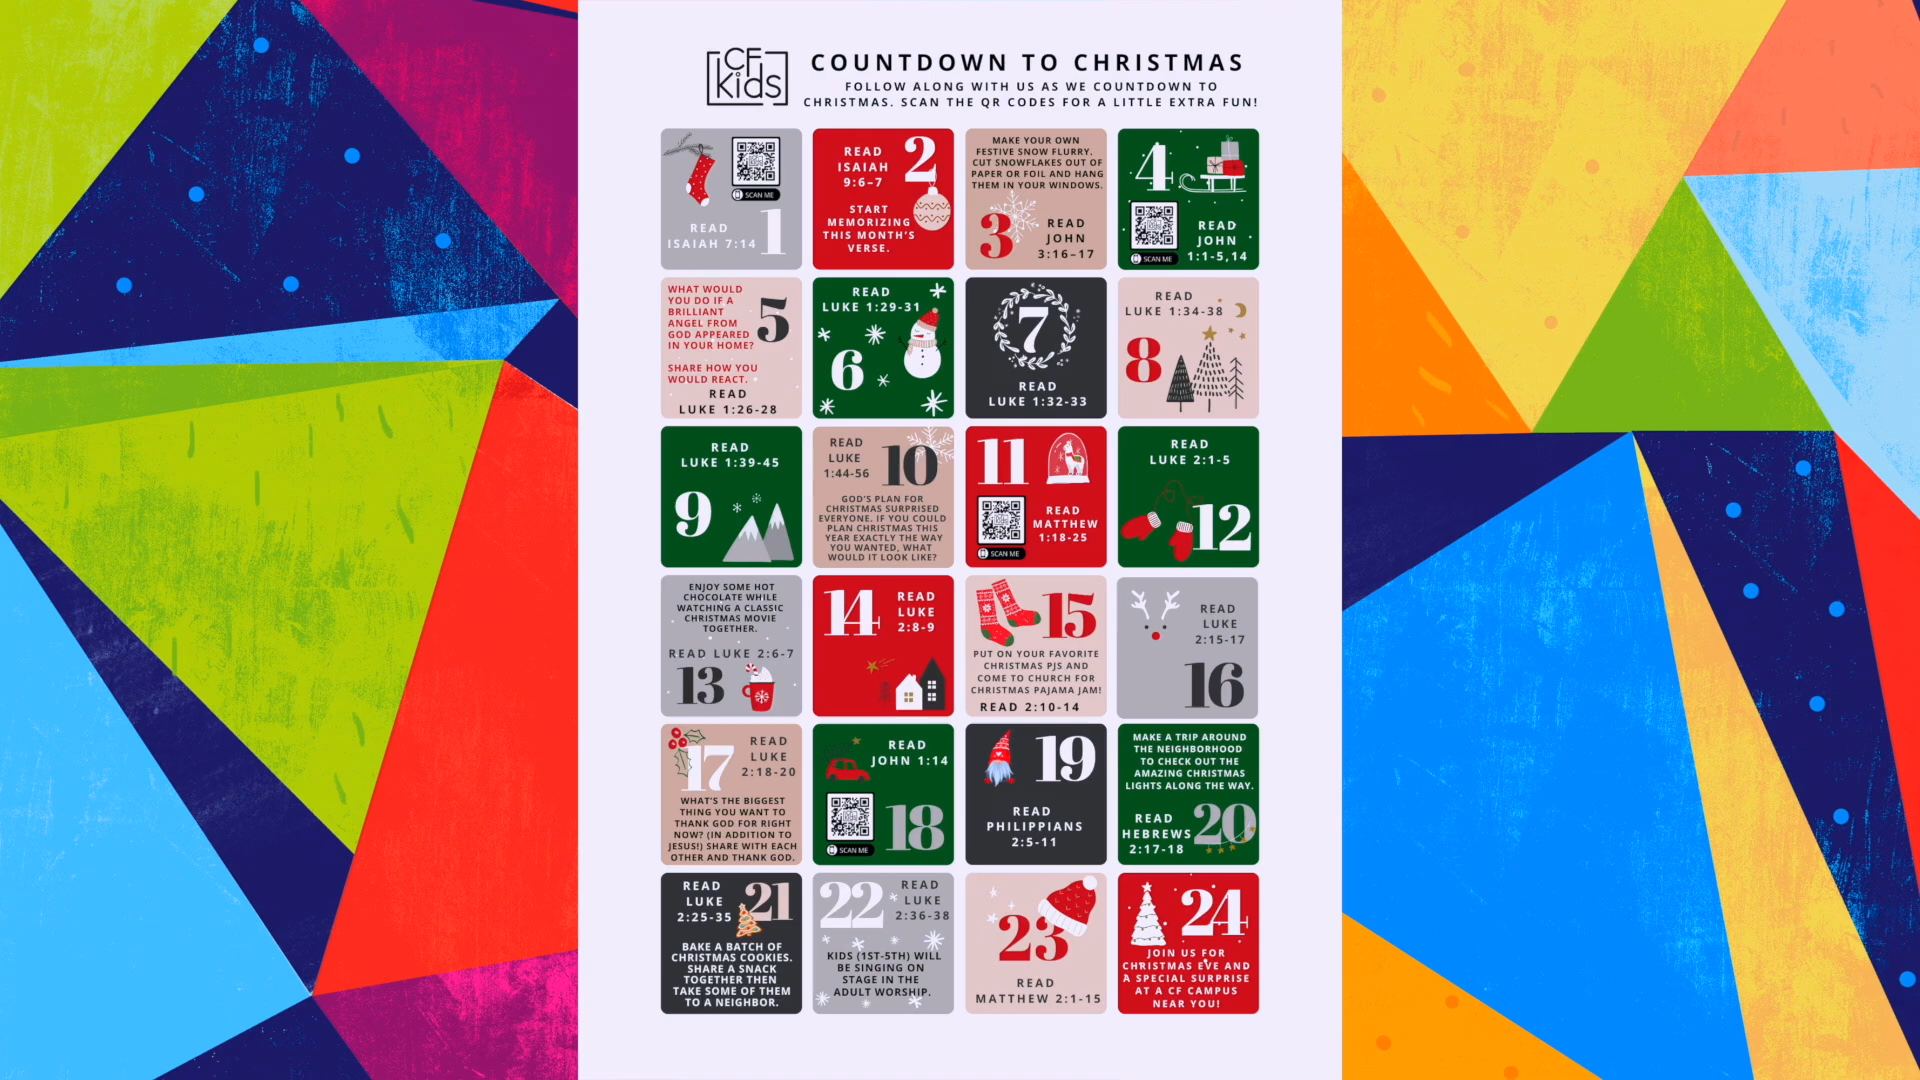 CF
kids
COUNTDOWN TO CHRISTMAS
FOLLOW ALONG WITH US AS WE COUNTDOWN TO
CHRISTMAS. SCAN THE QR CODES FOR A LITTLE EXTRA FUN!
SCAN ME
READ
ISAIAH 7:14
1
READ
ISAIAH
9:6-7
2
START
MEMORIZING
THIS MONTH'S
VERSE.
MAKE YOUR OWN
FESTIVE SNOW FLURRY.
CUT SNOWFLAKES OUT OF
PAPER OR FOIL AND HANG
THEM IN YOUR WINDOWS.
3
READ
JOHN
3:16-17
4
SCAN ME
READ
JOHN
1:1-5,14
WHAT WOULD
YOU DO IF A
BRILLIANT
ANGEL FROM
GOD APPEARED
IN YOUR HOME?
5
SHARE HOW YOU
WOULD REACT.
READ
LUKE 1:26-28
READ
LUKE 1:29-31
6
7
READ
LUKE 1:32-33
READ
LUKE 1:34-38
8
READ
LUKE 1:39-45
9
READ
LUKE
1:44-56
10
GOD'S PLAN FOR
CHRISTMAS SURPRISED
EVERYONE. IF YOU COULD
PLAN CHRISTMAS THIS
YEAR EXACTLY THE WAY
YOU WANTED, WHAT
WOULD IT LOOK LIKE?
11
SCAN ME
READ
MATTHEW
1:18-25
READ
LUKE 2:1-5
12
ENJOY SOME HOT
CHOCOLATE WHILE
WATCHING A CLASSIC
CHRISTMAS MOVIE
TOGETHER.
READ LUKE 2:6-7
13
14
READ
LUKE
2:8-9
15
PUT ON YOUR FAVORITE
CHRISTMAS PJS AND
COME TO CHURCH FOR
CHRISTMAS PAJAMA JAM!
READ 2:10-14
READ
LUKE
2:15-17
16
17
READ
LUKE
2:18-20
WHAT'S THE BIGGEST
THING YOU WANT TO
THANK GOD FOR RIGHT
NOW? (IN ADDITION TO
JESUS!) SHARE WITH EACH
OTHER AND THANK GOD.
READ
JOHN 1:14
SCAN ME
18
19
READ
PHILIPPIANS
2:5-11
MAKE A TRIP AROUND
THE NEIGHBORHOOD
TO CHECK OUT THE
AMAZING CHRISTMAS
LIGHTS ALONG THE WAY.
READ
HEBREWS
2:17-18
20
READ
LUKE
2:25-35
21
BAKE A BATCH OF
CHRISTMAS COOKIES.
SHARE A SNACK
TOGETHER THEN
TAKE SOME OF THEM
TO A NEIGHBOR.
22
READ
LUKE
2:36-38
KIDS (1ST-5TH) WILL
BE SINGING ON
STAGE IN THE
ADULT WORSHIP.
23
READ
MATTHEW 2:1-15
24
JOIN US FOR
CHRISTMAS EVE AND
A SPECIAL SURPRISE
AT A CF CAMPUS
NEAR YOU!